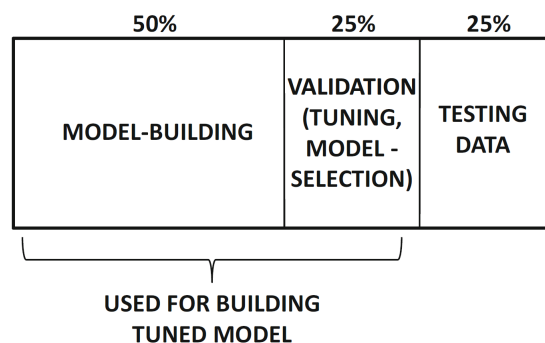 50% 25% 25%
MODEL-BUILDING
VALIDATION
(TUNING,
MODEL -
SELECTION)
TESTING
DATA
USED FOR BUILDING
TUNED MODEL